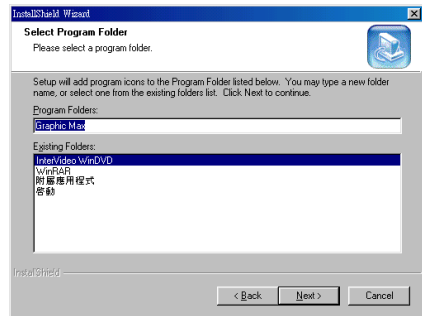 InstallShield Wizard
Select Program Folder
Please select a program folder.
Setup will add program icons to the Program Folder listed below. You may type a new folder
name, or select one from the existing folders list. Click Next to continue.
Program Folders:
Graphic Max
Existing Folders:
InterVideo WinDVD
WinRAR
附屬應用程式
啓動
InstallShield
< Back
Next >
Cancel